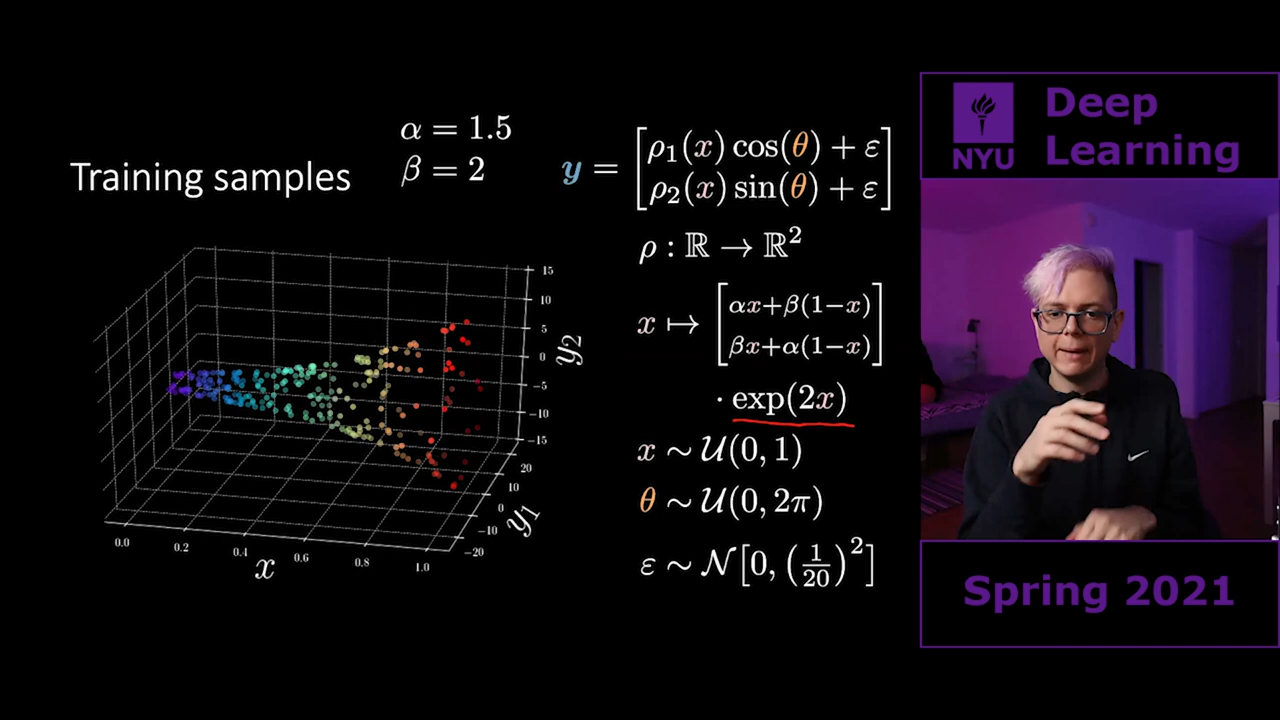 Training samples
α = 1.5
β = 2
y = [ρ₁(x) cos(θ) + ε
ρ₂(x) sin(θ) + ε]
ρ : ℝ → ℝ²
x ↦ [αx+β(1−x)
βx+α(1−x)]
· exp(2x)
x ∼ 𝒰(0, 1)
θ ∼ 𝒰(0, 2π)
ε ∼ 𝒩[0, (1/20)²]
15
10
5
0
−5
−10
−15
y₂
20
10
0
−10
−20
y₁
0.0
0.2
0.4
0.6
0.8
1.0
x
NYU
Deep
Learning
Spring 2021